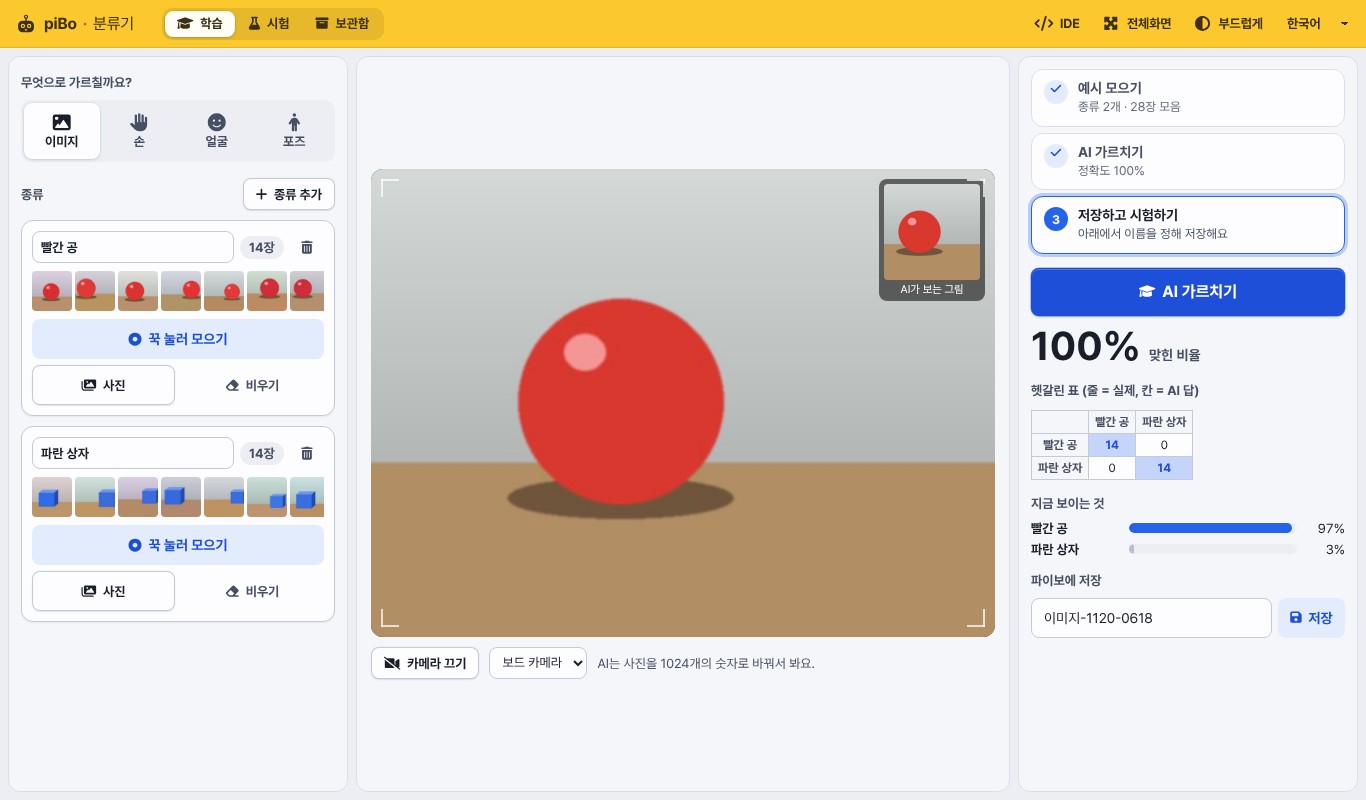 piBo · 분류기
학습
시험
보관함
IDE
전체화면
부드럽게
한국어
무엇으로 가르칠까요?
이미지
손
얼굴
포즈
종류
종류 추가
빨간 공
14장
꾹 눌러 모으기
사진
비우기
파란 상자
14장
꾹 눌러 모으기
사진
비우기
AI가 보는 그림
카메라 끄기
보드 카메라
AI는 사진을 1024개의 숫자로 바꿔서 봐요.
예시 모으기
종류 2개 · 28장 모음
AI 가르치기
정확도 100%
3
저장하고 시험하기
아래에서 이름을 정해 저장해요
AI 가르치기
100% 맞힌 비율
헷갈린 표 (줄 = 실제, 칸 = AI 답)
빨간 공 파란 상자
빨간 공 14 0
파란 상자 0 14
지금 보이는 것
빨간 공 97%
파란 상자 3%
파이보에 저장
이미지-1120-0618
저장